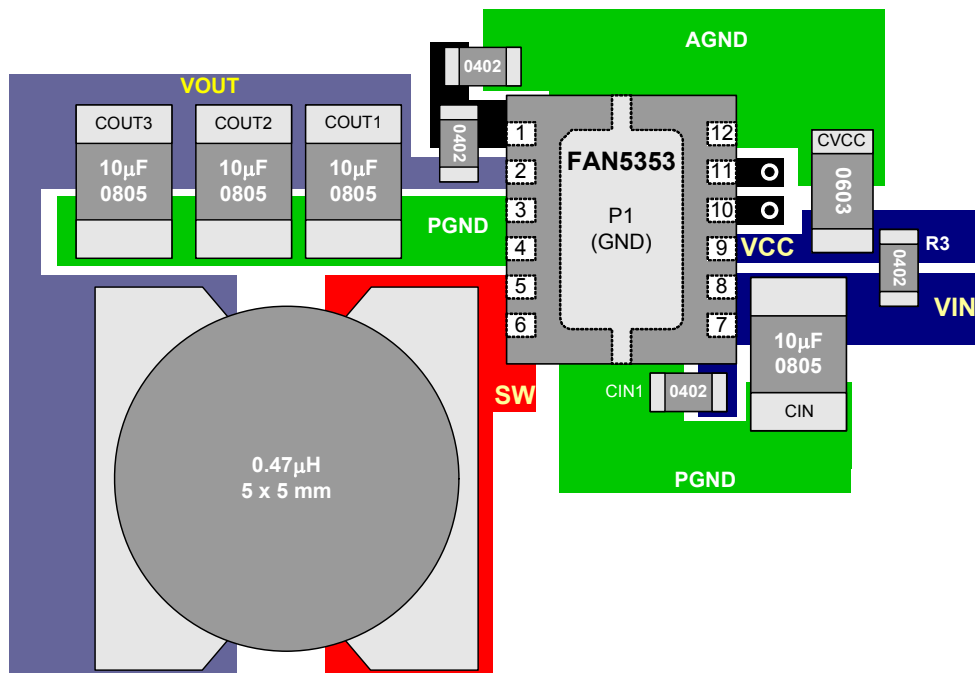 AGND
0402
VOUT
COUT3
COUT2
COUT1
10µF
0805
10µF
0805
10µF
0805
0402
PGND
1
2
3
4
5
6
FAN5353
P1
(GND)
12
11
10
9
8
7
CVCC
0603
VCC
R3
0402
VIN
10µF
0805
CIN
CIN1
0402
SW
PGND
0.47µH
5 x 5 mm